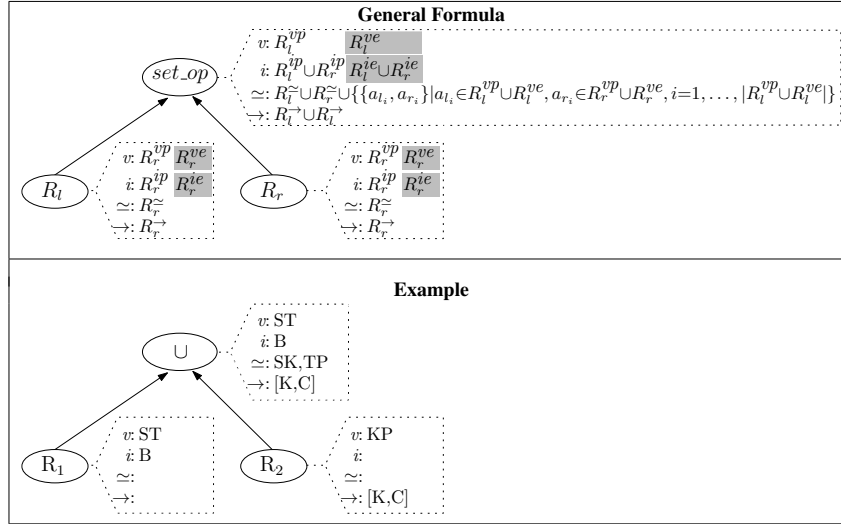 General Formula
v: R_l^{vp} R_l^{ve}
set_op
i: R_l^{ip}∪R_r^{ip} R_l^{ie}∪R_r^{ie}
≃: R_l^≃∪R_r^≃∪{{a_{l_i}, a_{r_i}}|a_{l_i}∈R_l^{vp}∪R_l^{ve}, a_{r_i}∈R_r^{vp}∪R_r^{ve}, i=1, . . . , |R_l^{vp}∪R_l^{ve}|}
→: R_l^→∪R_l^→
R_l
v: R_r^{vp} R_r^{ve}
i: R_r^{ip} R_r^{ie}
≃: R_r^≃
→: R_r^→
R_r
v: R_r^{vp} R_r^{ve}
i: R_r^{ip} R_r^{ie}
≃: R_r^≃
→: R_r^→
Example
∪
v: ST
i: B
≃: SK,TP
→: [K,C]
R_1
v: ST
i: B
≃:
→:
R_2
v: KP
i:
≃:
→: [K,C]